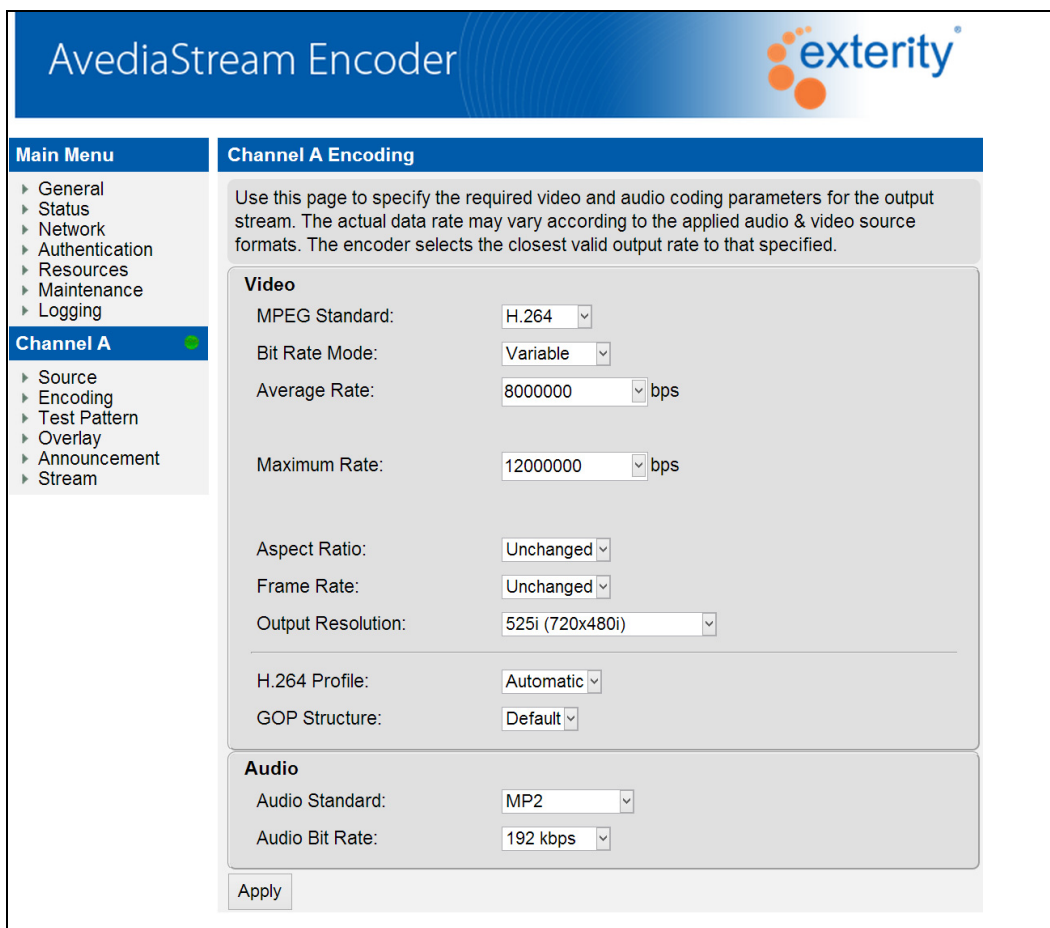 AvediaStream Encoder
exterity®
Main Menu
General
Status
Network
Authentication
Resources
Maintenance
Logging
Channel A
Source
Encoding
Test Pattern
Overlay
Announcement
Stream
Channel A Encoding
Use this page to specify the required video and audio coding parameters for the output
stream. The actual data rate may vary according to the applied audio & video source
formats. The encoder selects the closest valid output rate to that specified.
Video
MPEG Standard: H.264
Bit Rate Mode: Variable
Average Rate: 8000000 bps
Maximum Rate: 12000000 bps
Aspect Ratio: Unchanged
Frame Rate: Unchanged
Output Resolution: 525i (720x480i)
H.264 Profile: Automatic
GOP Structure: Default
Audio
Audio Standard: MP2
Audio Bit Rate: 192 kbps
Apply